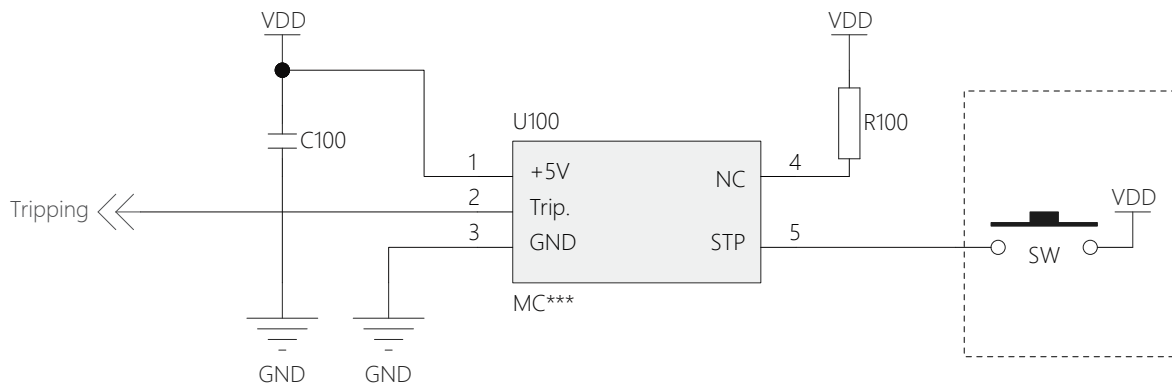 VDD
VDD
U100
R100
C100
1
+5V
NC
4
Tripping
2
Trip.
VDD
3
GND
STP
5
SW
MC***
GND
GND